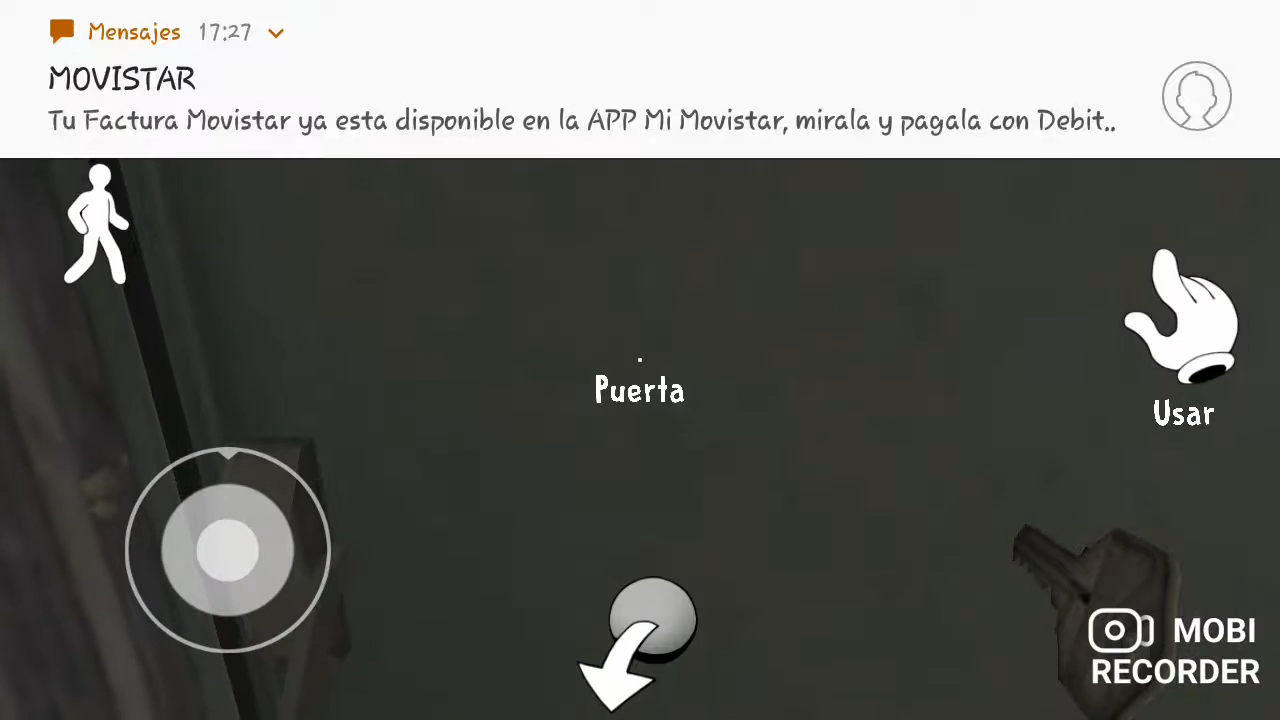 Mensajes 17:27
MOVISTAR
Tu Factura Movistar ya esta disponible en la APP Mi Movistar, mirala y pagala con Debit..
Puerta
Usar
MOBI
RECORDER